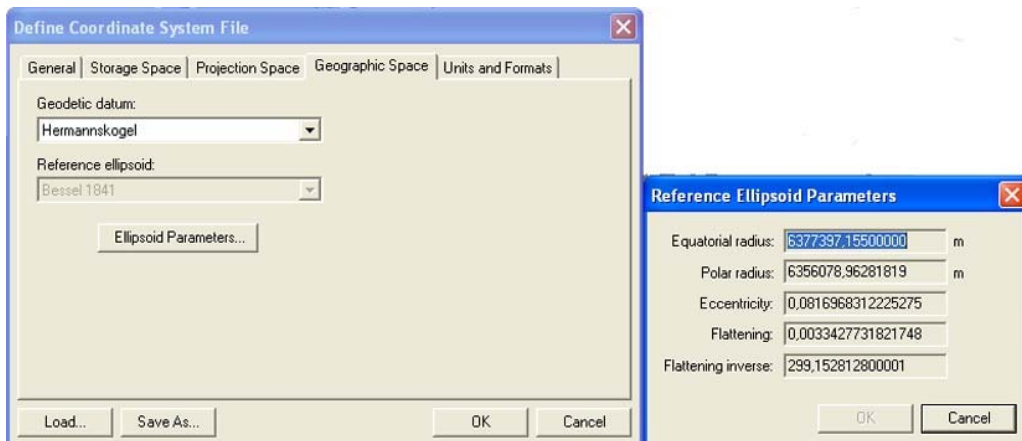 Define Coordinate System File
General
Storage Space
Projection Space
Geographic Space
Units and Formats
Geodetic datum:
Hermannskogel
Reference ellipsoid:
Bessel 1841
Ellipsoid Parameters...
Load...
Save As...
OK
Cancel
Reference Ellipsoid Parameters
Equatorial radius: 6377397,15500000 m
Polar radius: 6356078,96281819 m
Eccentricity: 0,0816968312225275
Flattening: 0,0033427731821748
Flattening inverse: 299,152812800001
OK
Cancel